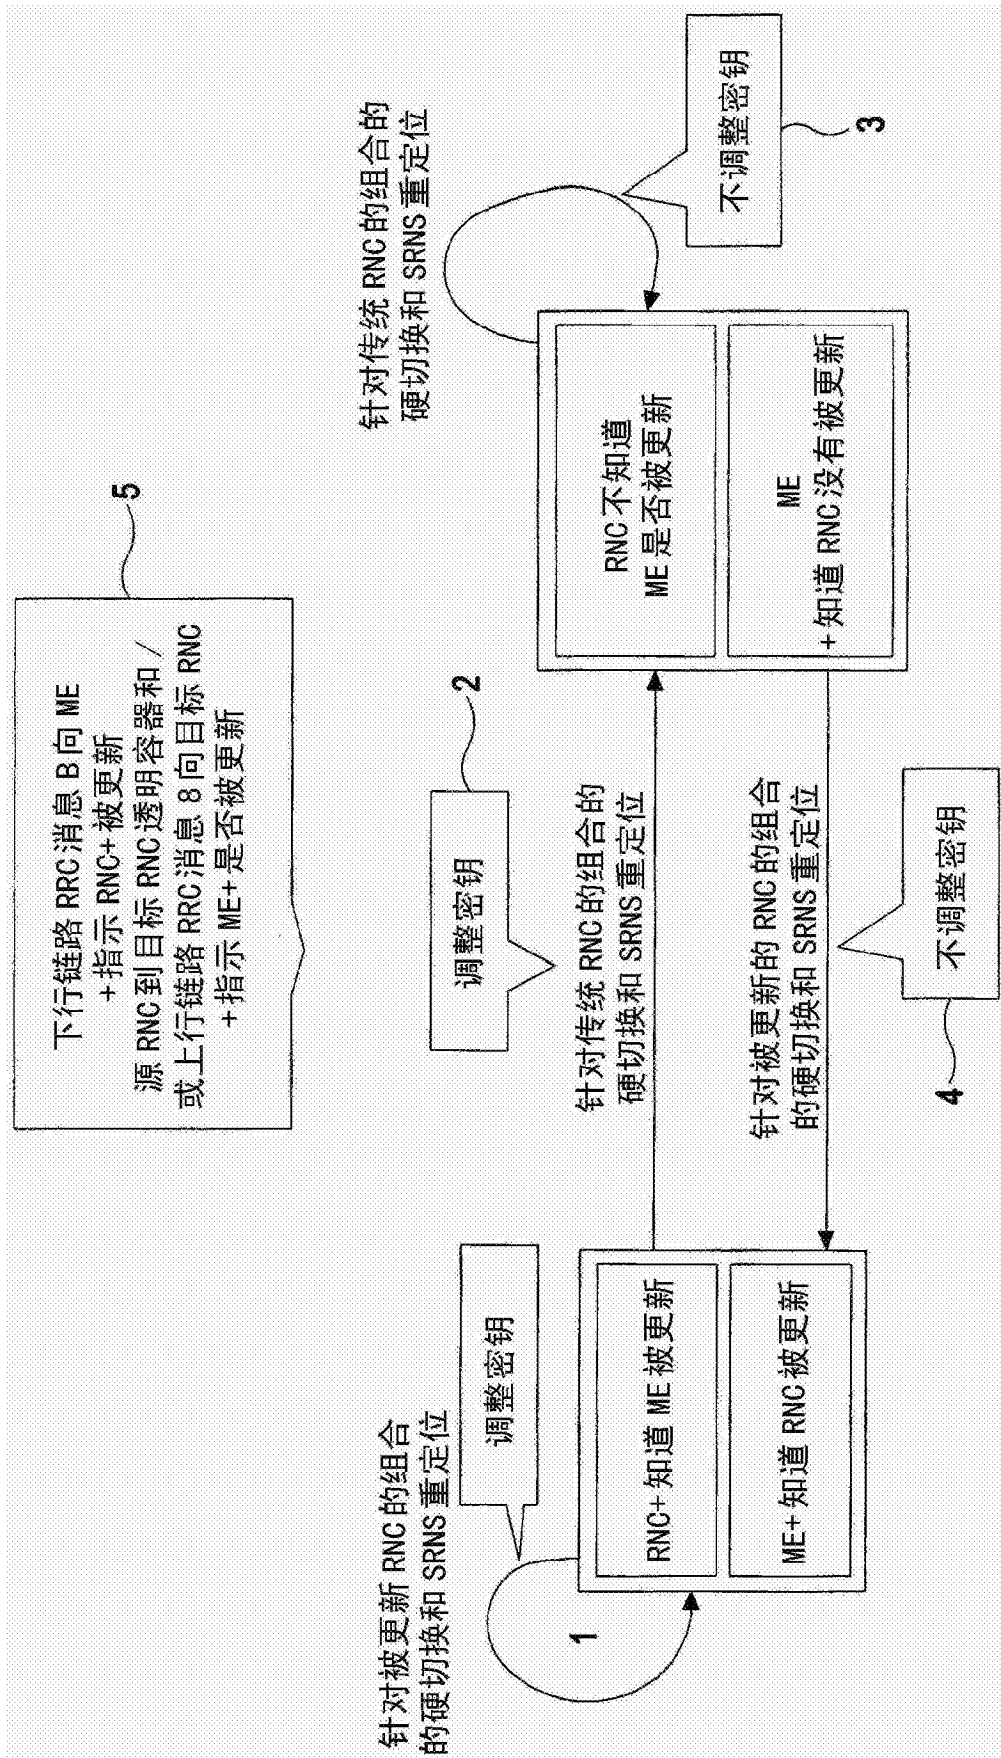 下行链路 RRC 消息 B 向 ME
+指示 RNC+被更新
源 RNC 到目标 RNC 透明容器和/
或上行链路 RRC 消息 8 向目标 RNC
+指示 ME+是否被更新
5
针对被更新 RNC 的组合
的硬切换和 SRNS 重定位
调整密钥
1
RNC+知道 ME 被更新
ME+知道 RNC 被更新
调整密钥
2
针对传统 RNC 的组合的
硬切换和 SRNS 重定位
针对被更新的 RNC 的组合
的硬切换和 SRNS 重定位
不调整密钥
4
针对传统 RNC 的组合的
硬切换和 SRNS 重定位
不调整密钥
3
RNC 不知道
ME 是否被更新
ME
+知道 RNC 没有被更新